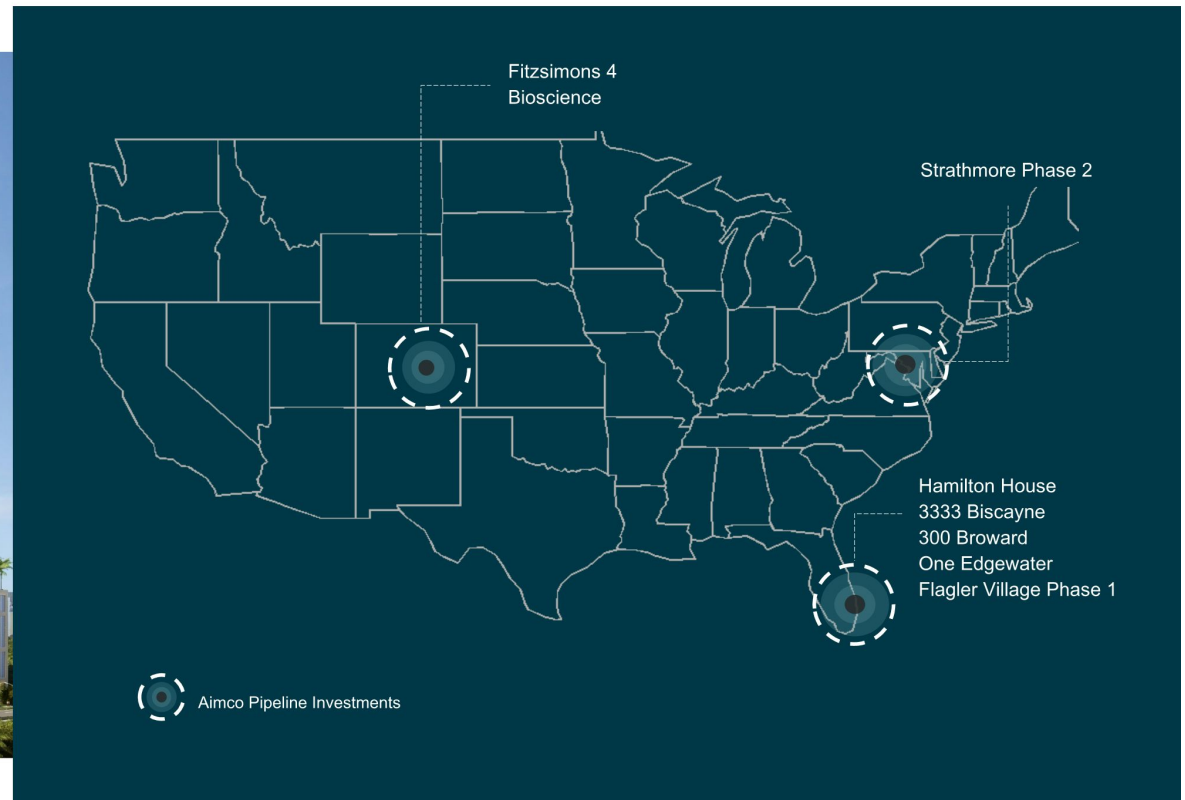 Fitzsimons 4
Bioscience
Strathmore Phase 2
Hamilton House
3333 Biscayne
300 Broward
One Edgewater
Flagler Village Phase 1
Aimco Pipeline Investments